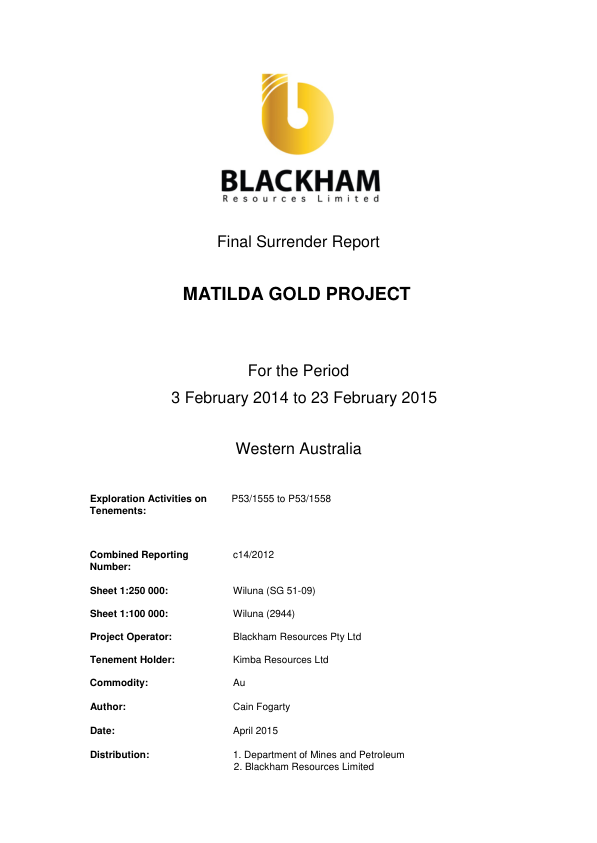 BLACKHAM
Resources Limited
Final Surrender Report
MATILDA GOLD PROJECT
For the Period
3 February 2014 to 23 February 2015
Western Australia
Exploration Activities on Tenements: P53/1555 to P53/1558
Combined Reporting Number: c14/2012
Sheet 1:250 000: Wiluna (SG 51-09)
Sheet 1:100 000: Wiluna (2944)
Project Operator: Blackham Resources Pty Ltd
Tenement Holder: Kimba Resources Ltd
Commodity: Au
Author: Cain Fogarty
Date: April 2015
Distribution: 1. Department of Mines and Petroleum
2. Blackham Resources Limited